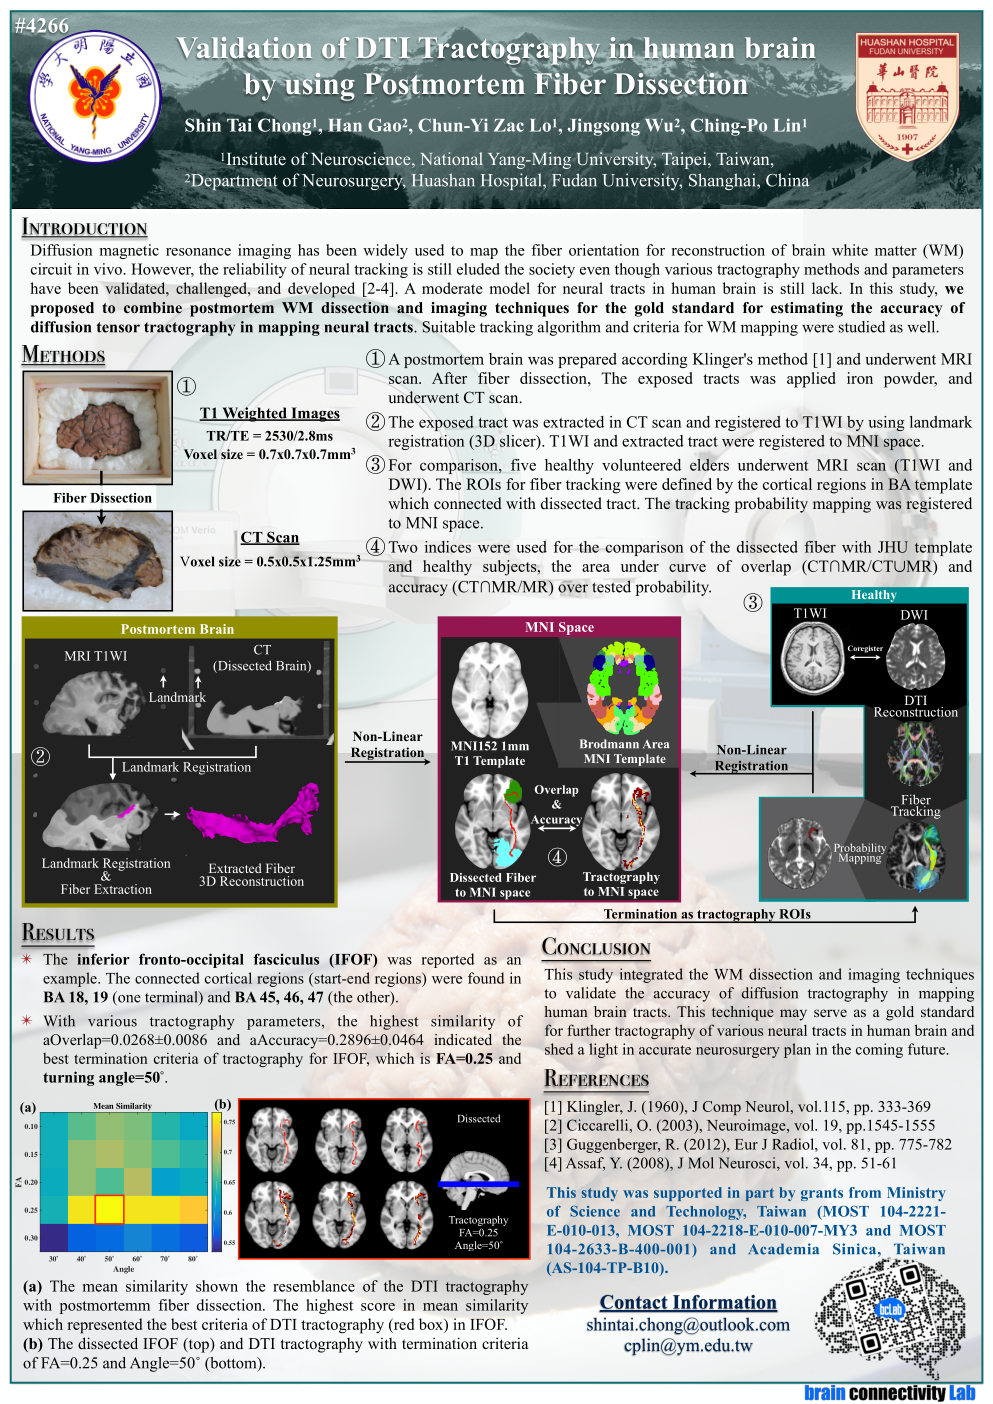 #4266
Validation of DTI Tractography in human brain
by using Postmortem Fiber Dissection
Shin Tai Chong1, Han Gao2, Chun-Yi Zac Lo1, Jingsong Wu2, Ching-Po Lin1
1Institute of Neuroscience, National Yang-Ming University, Taipei, Taiwan,
2Department of Neurosurgery, Huashan Hospital, Fudan University, Shanghai, China
學大明陽立國
NATIONAL YANG-MING UNIVERSITY
HUASHAN HOSPITAL
FUDAN UNIVERSITY
華山醫院
1907
INTRODUCTION
Diffusion magnetic resonance imaging has been widely used to map the fiber orientation for reconstruction of brain white matter (WM)
circuit in vivo. However, the reliability of neural tracking is still eluded the society even though various tractography methods and parameters
have been validated, challenged, and developed [2-4]. A moderate model for neural tracts in human brain is still lack. In this study, we
proposed to combine postmortem WM dissection and imaging techniques for the gold standard for estimating the accuracy of
diffusion tensor tractography in mapping neural tracts. Suitable tracking algorithm and criteria for WM mapping were studied as well.
METHODS
①
T1 Weighted Images
TR/TE = 2530/2.8ms
Voxel size = 0.7x0.7x0.7mm3
Fiber Dissection
CT Scan
Voxel size = 0.5x0.5x1.25mm3
① A postmortem brain was prepared according Klinger's method [1] and underwent MRI
scan. After fiber dissection, The exposed tracts was applied iron powder, and
underwent CT scan.
② The exposed tract was extracted in CT scan and registered to T1WI by using landmark
registration (3D slicer). T1WI and extracted tract were registered to MNI space.
③ For comparison, five healthy volunteered elders underwent MRI scan (T1WI and
DWI). The ROIs for fiber tracking were defined by the cortical regions in BA template
which connected with dissected tract. The tracking probability mapping was registered
to MNI space.
④ Two indices were used for the comparison of the dissected fiber with JHU template
and healthy subjects, the area under curve of overlap (CT∩MR/CT∪MR) and
accuracy (CT∩MR/MR) over tested probability.
Postmortem Brain
MRI T1WI
CT
(Dissected Brain)
Landmark
②
Landmark Registration
Landmark Registration
&
Fiber Extraction
Extracted Fiber
3D Reconstruction
Non-Linear
Registration
MNI Space
MNI152 1mm
T1 Template
Brodmann Area
MNI Template
Overlap
&
Accuracy
④
Dissected Fiber
to MNI space
Tractography
to MNI space
Non-Linear
Registration
③
Healthy
T1WI
DWI
Coregister
DTI
Reconstruction
Fiber
Tracking
Probability
Mapping
Termination as tractography ROIs
RESULTS
The inferior fronto-occipital fasciculus (IFOF) was reported as an
example. The connected cortical regions (start-end regions) were found in
BA 18, 19 (one terminal) and BA 45, 46, 47 (the other).
With various tractography parameters, the highest similarity of
aOverlap=0.0268±0.0086 and aAccuracy=0.2896±0.0464 indicated the
best termination criteria of tractography for IFOF, which is FA=0.25 and
turning angle=50˚.
(a)
Mean Similarity
FA
0.10
0.15
0.20
0.25
0.30
30˚ 40˚ 50˚ 60˚ 70˚ 80˚
Angle
0.75
0.7
0.65
0.6
0.55
(b)
Dissected
Tractography
FA=0.25
Angle=50˚
(a) The mean similarity shown the resemblance of the DTI tractography
with postmortemm fiber dissection. The highest score in mean similarity
which represented the best criteria of DTI tractography (red box) in IFOF.
(b) The dissected IFOF (top) and DTI tractography with termination criteria
of FA=0.25 and Angle=50˚ (bottom).
CONCLUSION
This study integrated the WM dissection and imaging techniques
to validate the accuracy of diffusion tractography in mapping
human brain tracts. This technique may serve as a gold standard
for further tractography of various neural tracts in human brain and
shed a light in accurate neurosurgery plan in the coming future.
REFERENCES
[1] Klingler, J. (1960), J Comp Neurol, vol.115, pp. 333-369
[2] Ciccarelli, O. (2003), Neuroimage, vol. 19, pp.1545-1555
[3] Guggenberger, R. (2012), Eur J Radiol, vol. 81, pp. 775-782
[4] Assaf, Y. (2008), J Mol Neurosci, vol. 34, pp. 51-61
This study was supported in part by grants from Ministry
of Science and Technology, Taiwan (MOST 104-2221-
E-010-013, MOST 104-2218-E-010-007-MY3 and MOST
104-2633-B-400-001) and Academia Sinica, Taiwan
(AS-104-TP-B10).
Contact Information
shintai.chong@outlook.com
cplin@ym.edu.tw
bcLab
brain connectivity Lab